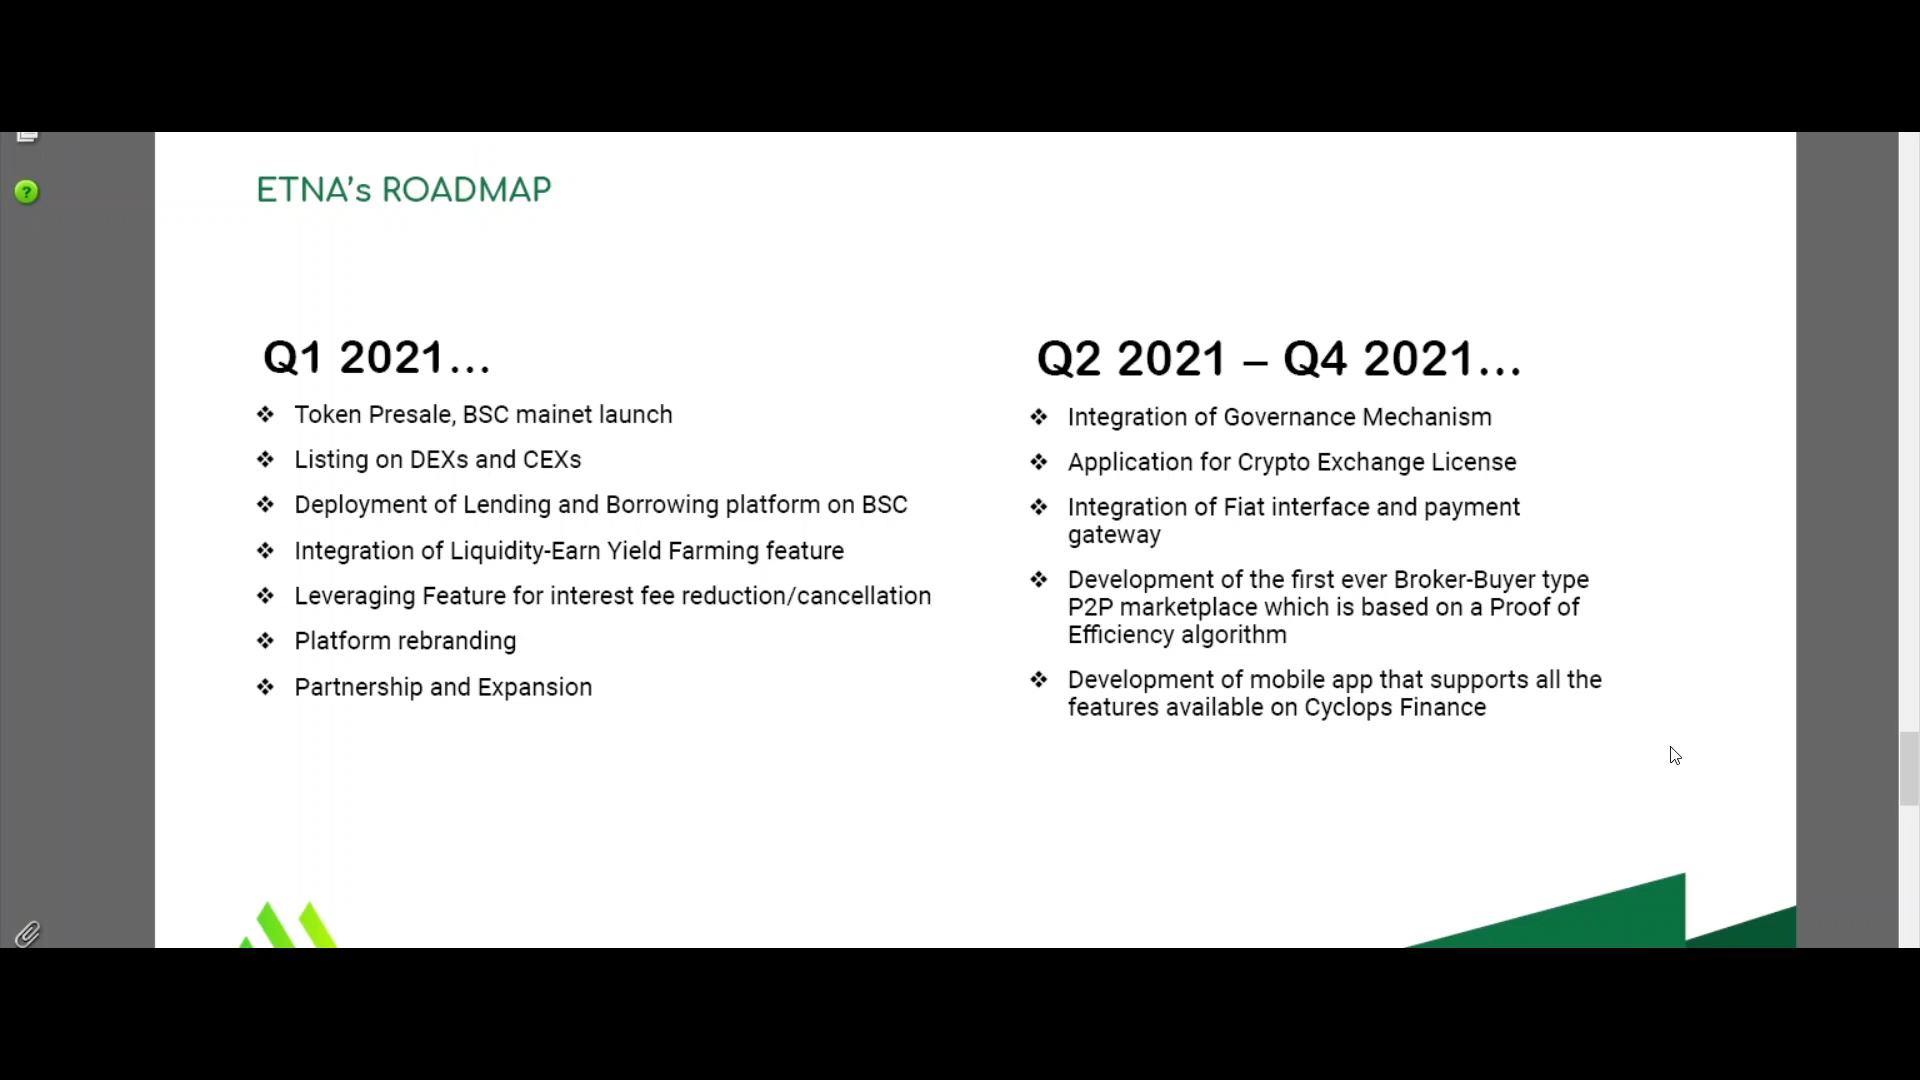 ETNA's ROADMAP
Q1 2021...
❖ Token Presale, BSC mainet launch
❖ Listing on DEXs and CEXs
❖ Deployment of Lending and Borrowing platform on BSC
❖ Integration of Liquidity-Earn Yield Farming feature
❖ Leveraging Feature for interest fee reduction/cancellation
❖ Platform rebranding
❖ Partnership and Expansion
Q2 2021 – Q4 2021...
❖ Integration of Governance Mechanism
❖ Application for Crypto Exchange License
❖ Integration of Fiat interface and payment
gateway
❖ Development of the first ever Broker-Buyer type
P2P marketplace which is based on a Proof of
Efficiency algorithm
❖ Development of mobile app that supports all the
features available on Cyclops Finance